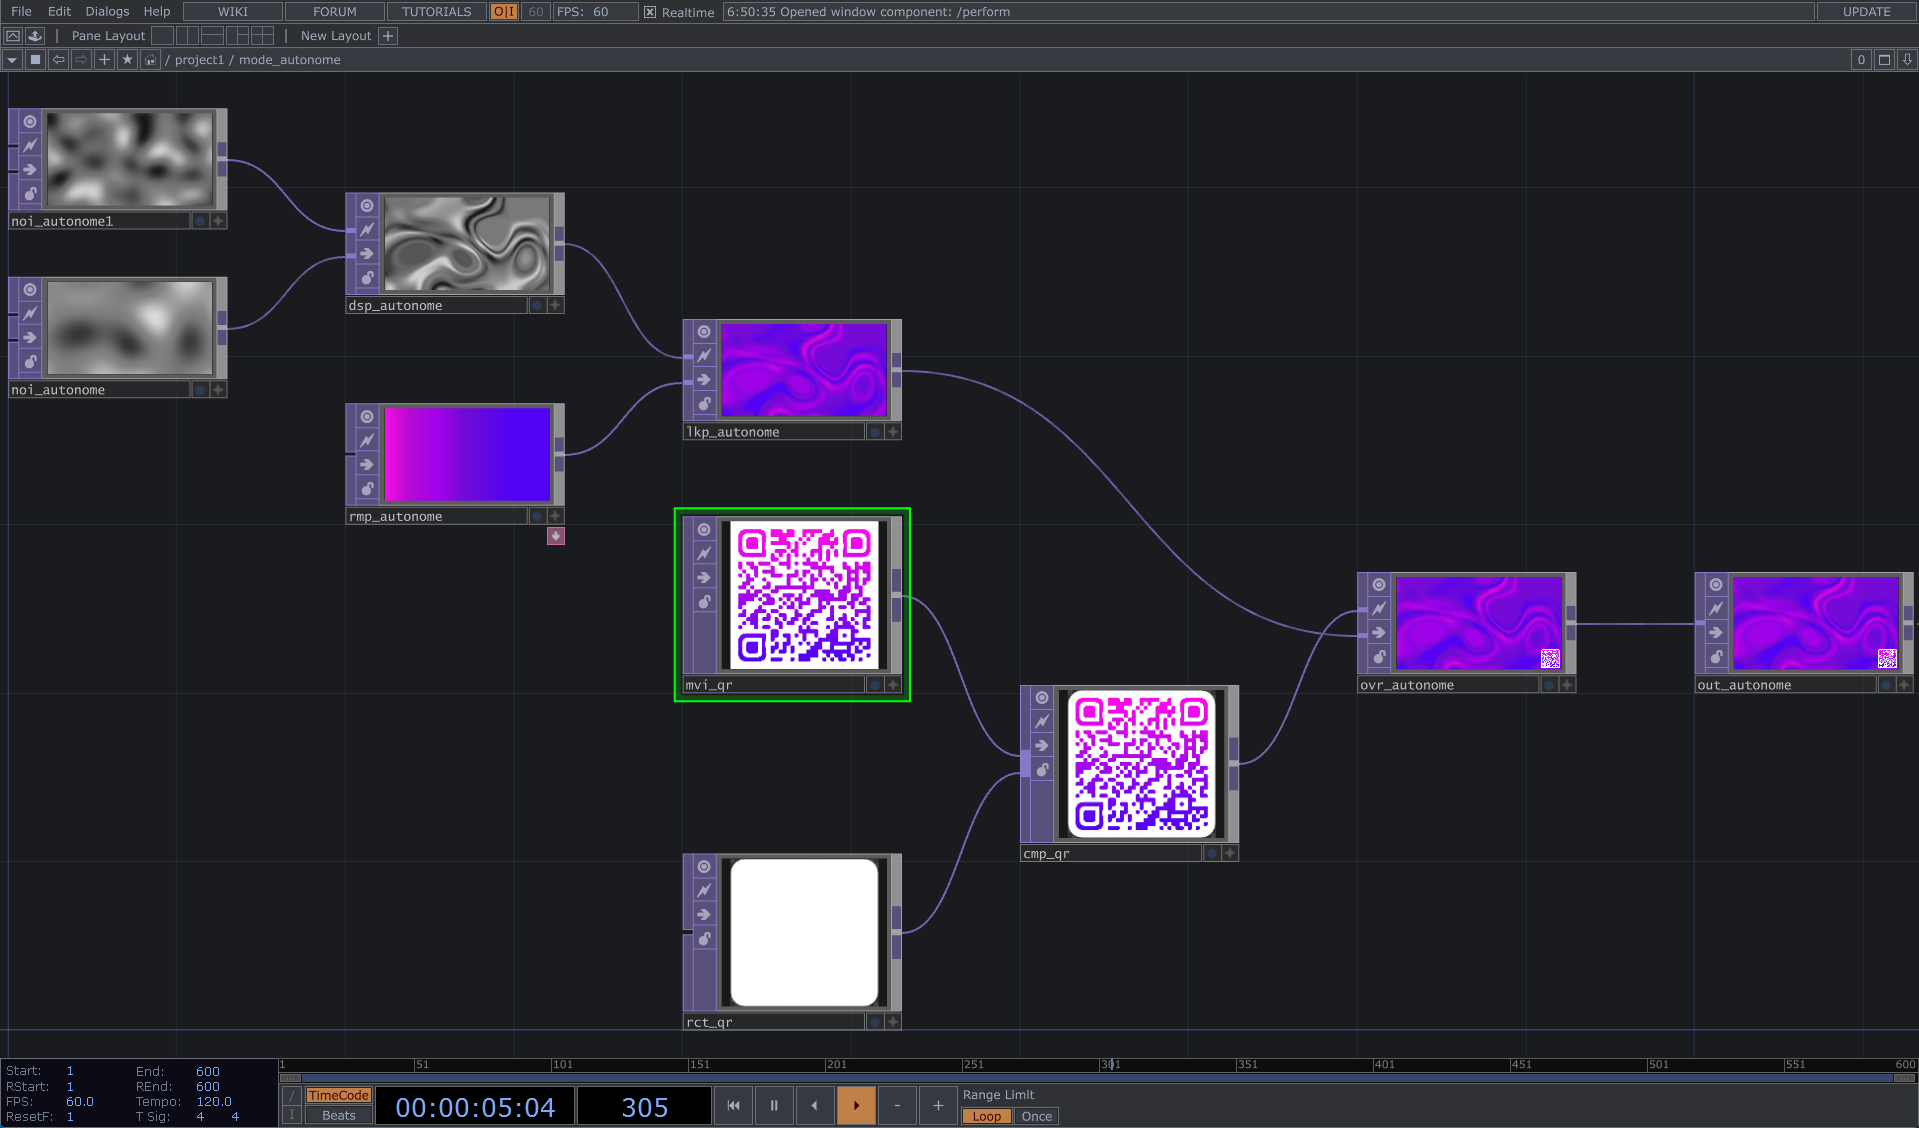 File Edit Dialogs Help WIKI FORUM TUTORIALS O|I 60 FPS: 60 Realtime 6:50:35 Opened window component: /perform UPDATE
Pane Layout New Layout
/ project1 / mode_autonome 0
noi_autonome1
dsp_autonome
noi_autonome
lkp_autonome
rmp_autonome
mvi_qr
ovr_autonome
out_autonome
cmp_qr
rct_qr
1 51 101 151 201 251 301 351 401 451 501 551 600
Start: 1 End: 600
RStart: 1 REnd: 600
FPS: 60.0 Tempo: 120.0
ResetF: 1 T Sig: 4 4
/ TimeCode
I Beats
00:00:05:04 305
- +
Range Limit
Loop Once